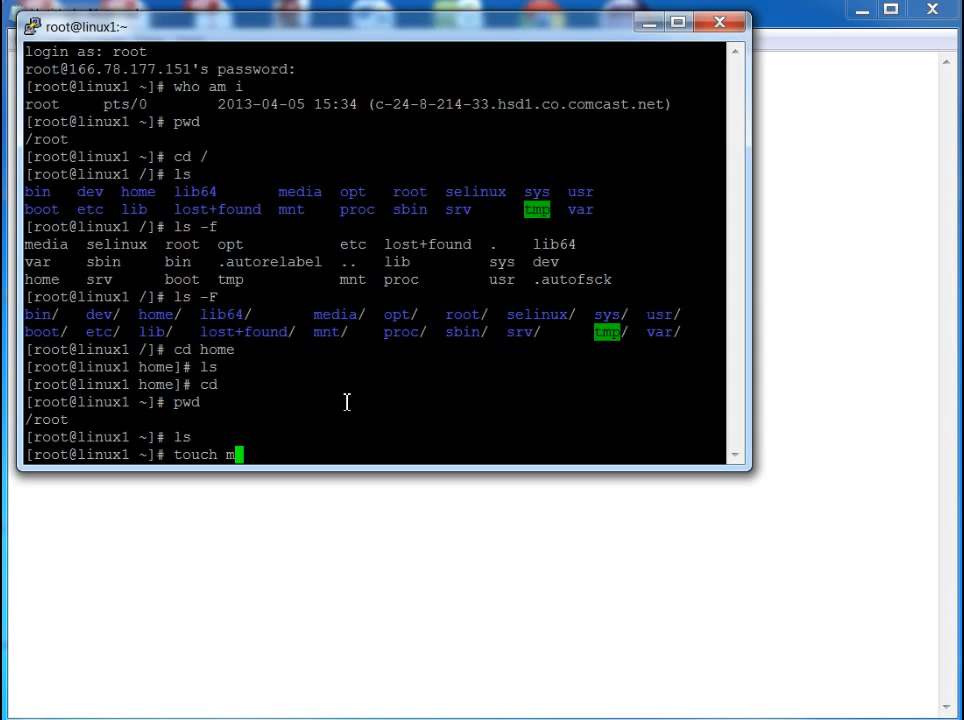 root@linux1:~
login as: root
root@166.78.177.151's password:
[root@linux1 ~]# who am i
root     pts/0        2013-04-05 15:34 (c-24-8-214-33.hsd1.co.comcast.net)
[root@linux1 ~]# pwd
/root
[root@linux1 ~]# cd /
[root@linux1 /]# ls
bin   dev  home  lib64       media  opt   root  selinux  sys  usr
boot  etc  lib   lost+found  mnt    proc  sbin  srv      tmp  var
[root@linux1 /]# ls -f
media  selinux  root  opt           etc   lost+found  .    lib64
var    sbin     bin   .autorelabel  ..    lib         sys  dev
home   srv      boot  tmp           mnt   proc        usr  .autofsck
[root@linux1 /]# ls -F
bin/   dev/  home/  lib64/       media/  opt/   root/  selinux/  sys/  usr/
boot/  etc/  lib/   lost+found/  mnt/    proc/  sbin/  srv/      tmp/  var/
[root@linux1 /]# cd home
[root@linux1 home]# ls
[root@linux1 home]# cd
[root@linux1 ~]# pwd
/root
[root@linux1 ~]# ls
[root@linux1 ~]# touch m